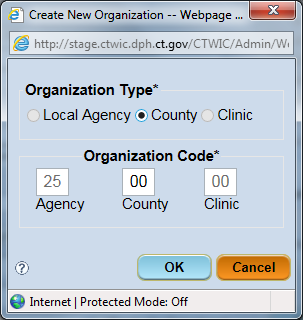 Create New Organization -- Webpage ...
http://stage.ctwic.dph.ct.gov/CTWIC/Admin/We
Organization Type*
Local Agency County Clinic
Organization Code*
25 00 00
Agency County Clinic
? OK Cancel
Internet | Protected Mode: Off